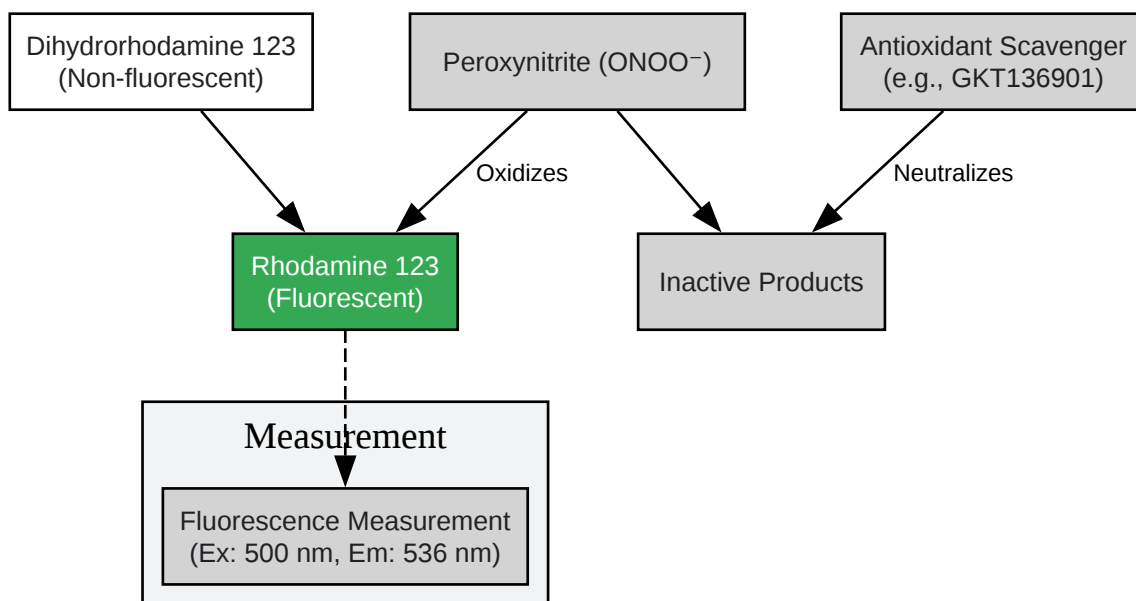 Dihydrorhodamine 123
(Non-fluorescent)
Peroxynitrite (ONOO⁻)
Antioxidant Scavenger
(e.g., GKT136901)
Oxidizes
Neutralizes
Rhodamine 123
(Fluorescent)
Inactive Products
Measurement
Fluorescence Measurement
(Ex: 500 nm, Em: 536 nm)